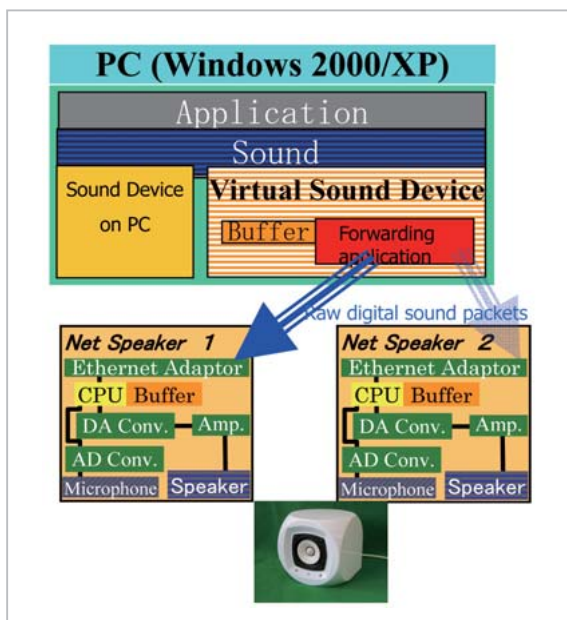 PC (Windows 2000/XP)
Application
Sound
Sound Device
on PC
Virtual Sound Device
Buffer
Forwarding
application
Raw digital sound packets
Net Speaker 1
Ethernet Adaptor
CPU
Buffer
DA Conv.
Amp.
AD Conv.
Microphone
Speaker
Net Speaker 2
Ethernet Adaptor
CPU
Buffer
DA Conv.
Amp.
AD Conv.
Microphone
Speaker